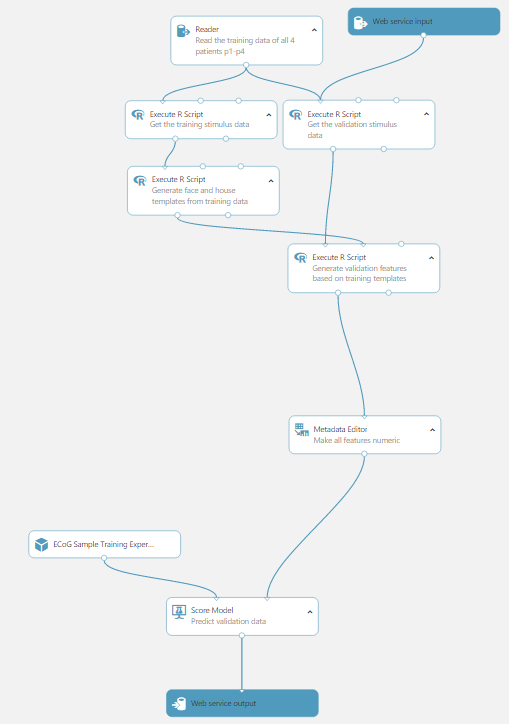 Reader
Read the training data of all 4
patients p1-p4
Web service input
Execute R Script
Get the training stimulus data
Execute R Script
Get the validation stimulus
data
Execute R Script
Generate face and house
templates from training data
Execute R Script
Generate validation features
based on training templates
Metadata Editor
Make all features numeric
ECoG Sample Training Exper...
Score Model
Predict validation data
Web service output